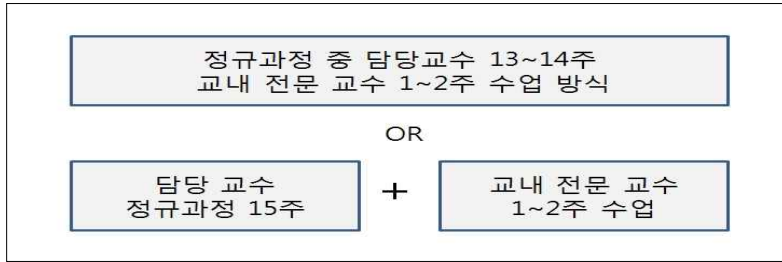 정규과정 중 담당교수 13~14주
교내 전문 교수 1~2주 수업 방식
OR
담당 교수
정규과정 15주
+
교내 전문 교수
1~2주 수업